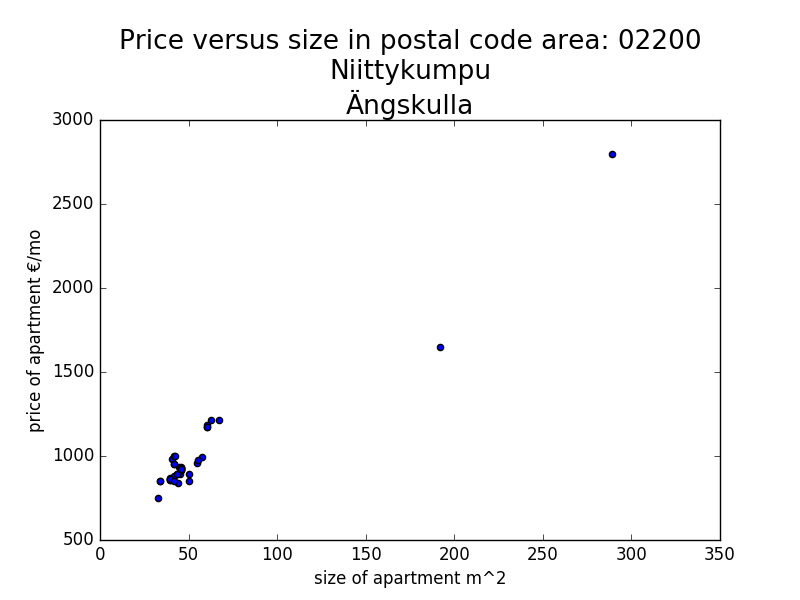 Price versus size in postal code area: 02200
Niittykumpu
Ängskulla
3000
2500
2000
1500
1000
500
price of apartment €/mo
0 50 100 150 200 250 300 350
size of apartment m^2